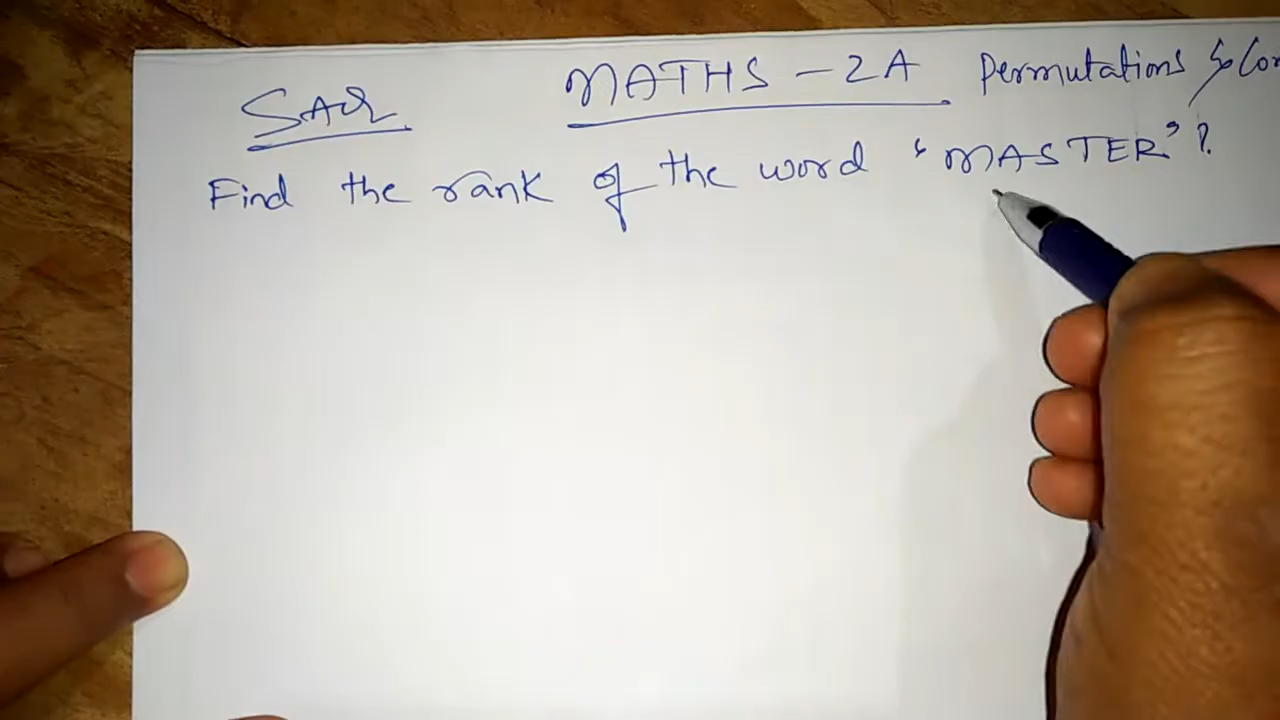 SAQ MATHS - 2A Permutations &
Find the rank of the word 'MASTER'?